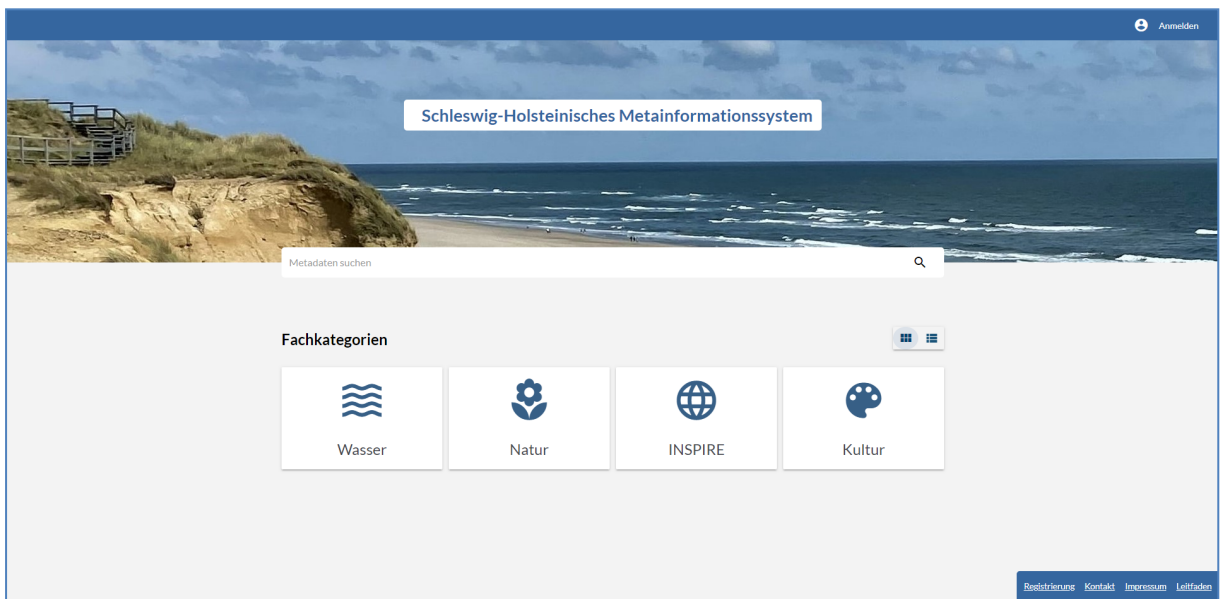 Anmelden
Schleswig-Holsteinisches Metainformationssystem
Metadaten suchen
Fachkategorien
Wasser Natur INSPIRE Kultur
Registrierung Kontakt Impressum Leitfaden